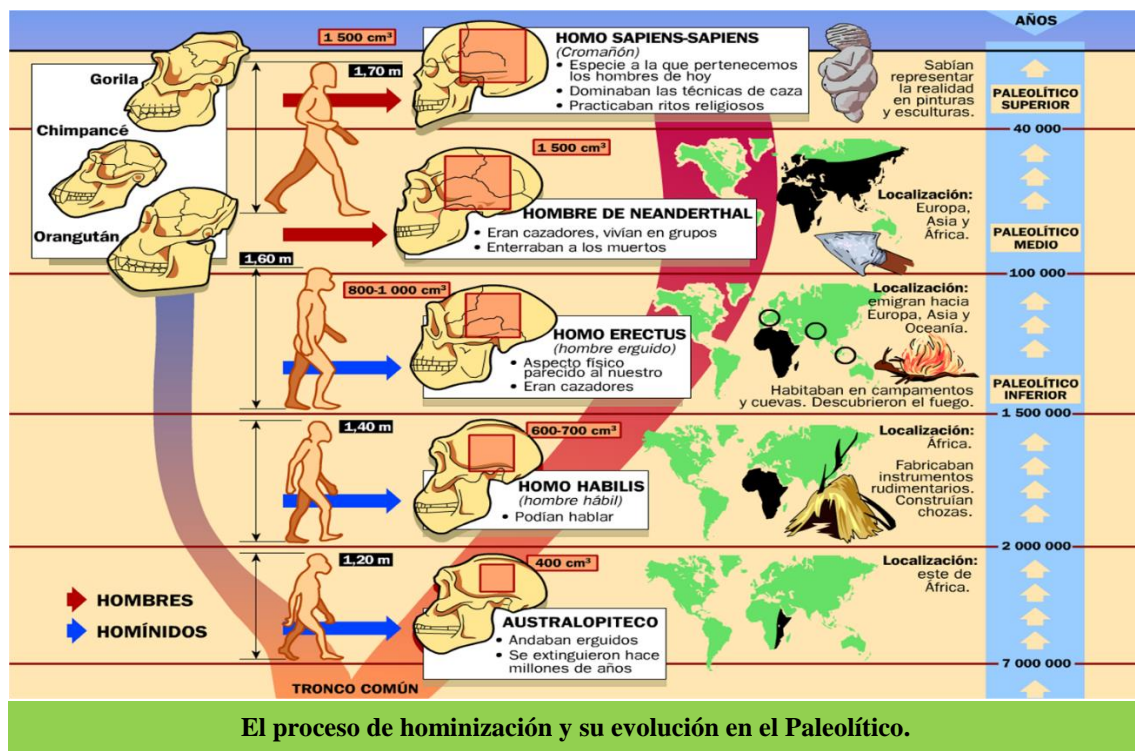 AÑOS
1 500 cm³
HOMO SAPIENS-SAPIENS
(Cromañón)
• Especie a la que pertenecemos
los hombres de hoy
• Dominaban las técnicas de caza
• Practicaban ritos religiosos
Sabían
representar
la realidad
en pinturas
y esculturas.
PALEOLÍTICO
SUPERIOR
Gorila
Chimpancé
Orangután
1,70 m
40 000
1 500 cm³
HOMBRE DE NEANDERTHAL
• Eran cazadores, vivían en grupos
• Enterraban a los muertos
Localización:
Europa,
Asia y
África.
PALEOLÍTICO
MEDIO
100 000
1,60 m
800-1 000 cm³
HOMO ERECTUS
(hombre erguido)
• Aspecto físico
parecido al nuestro
• Eran cazadores
Localización:
emigran hacia
Europa, Asia y
Oceanía.
Habitaban en campamentos
y cuevas. Descubrieron el fuego.
PALEOLÍTICO
INFERIOR
1 500 000
1,40 m
600-700 cm³
HOMO HABILIS
(hombre hábil)
• Podían hablar
Localización:
África.
Fabricaban
instrumentos
rudimentarios.
Construían
chozas.
2 000 000
1,20 m
400 cm³
AUSTRALOPITECO
• Andaban erguidos
• Se extinguieron hace
millones de años
Localización:
este de
África.
7 000 000
HOMBRES
HOMÍNIDOS
TRONCO COMÚN
El proceso de hominización y su evolución en el Paleolítico.